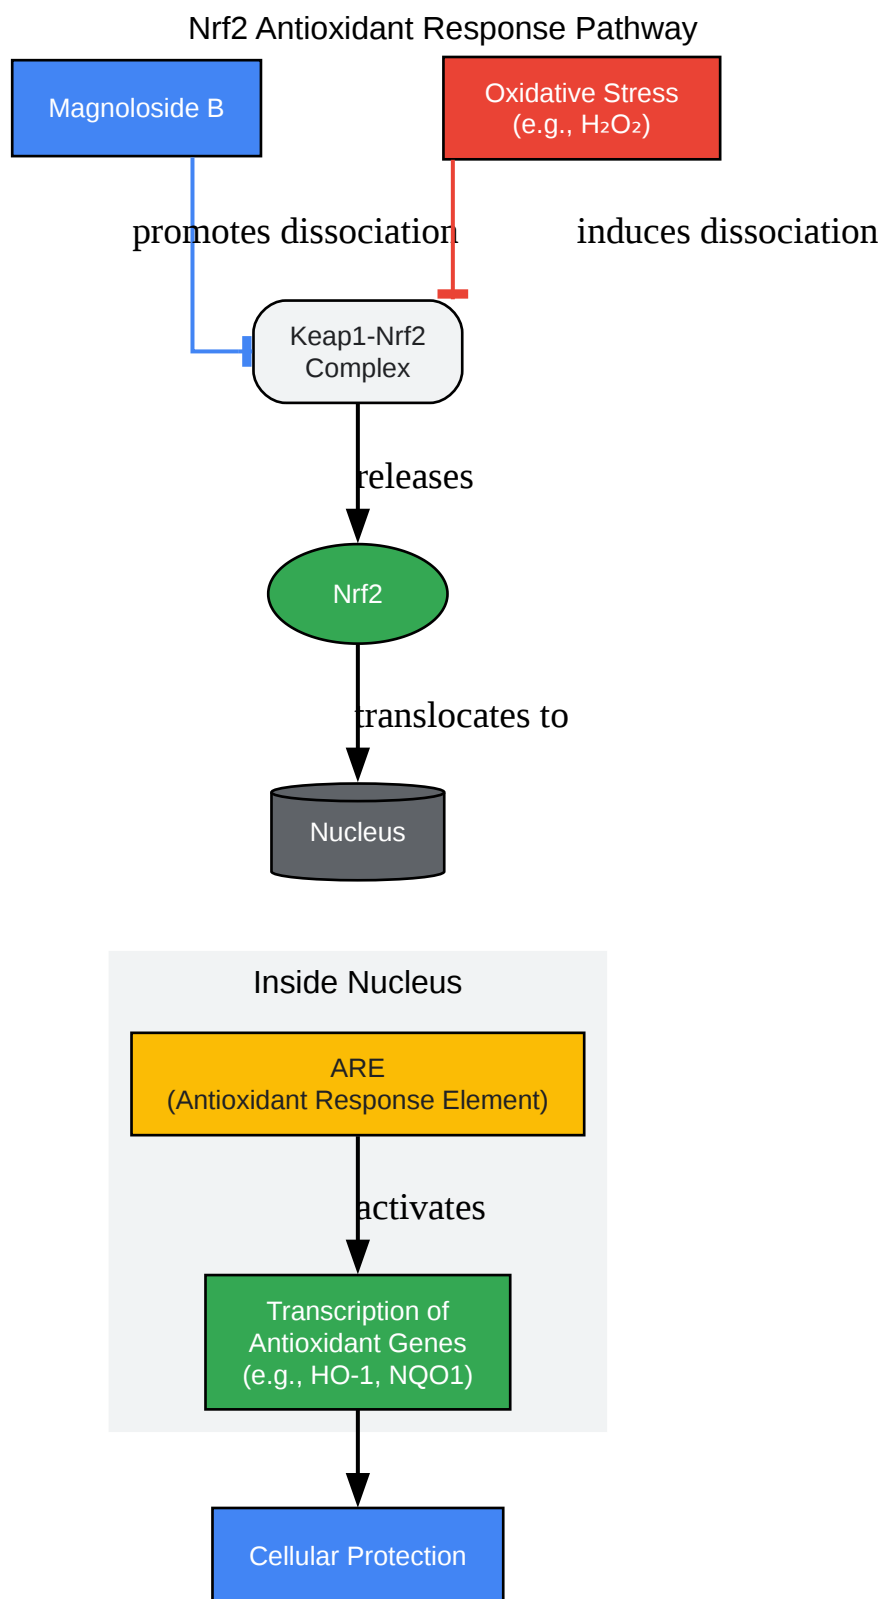 Nrf2 Antioxidant Response Pathway
Magnoloside B
Oxidative Stress
(e.g., H₂O₂)
promotes dissociation
induces dissociation
Keap1-Nrf2
Complex
releases
Nrf2
translocates to
Nucleus
Inside Nucleus
ARE
(Antioxidant Response Element)
activates
Transcription of
Antioxidant Genes
(e.g., HO-1, NQO1)
Cellular Protection